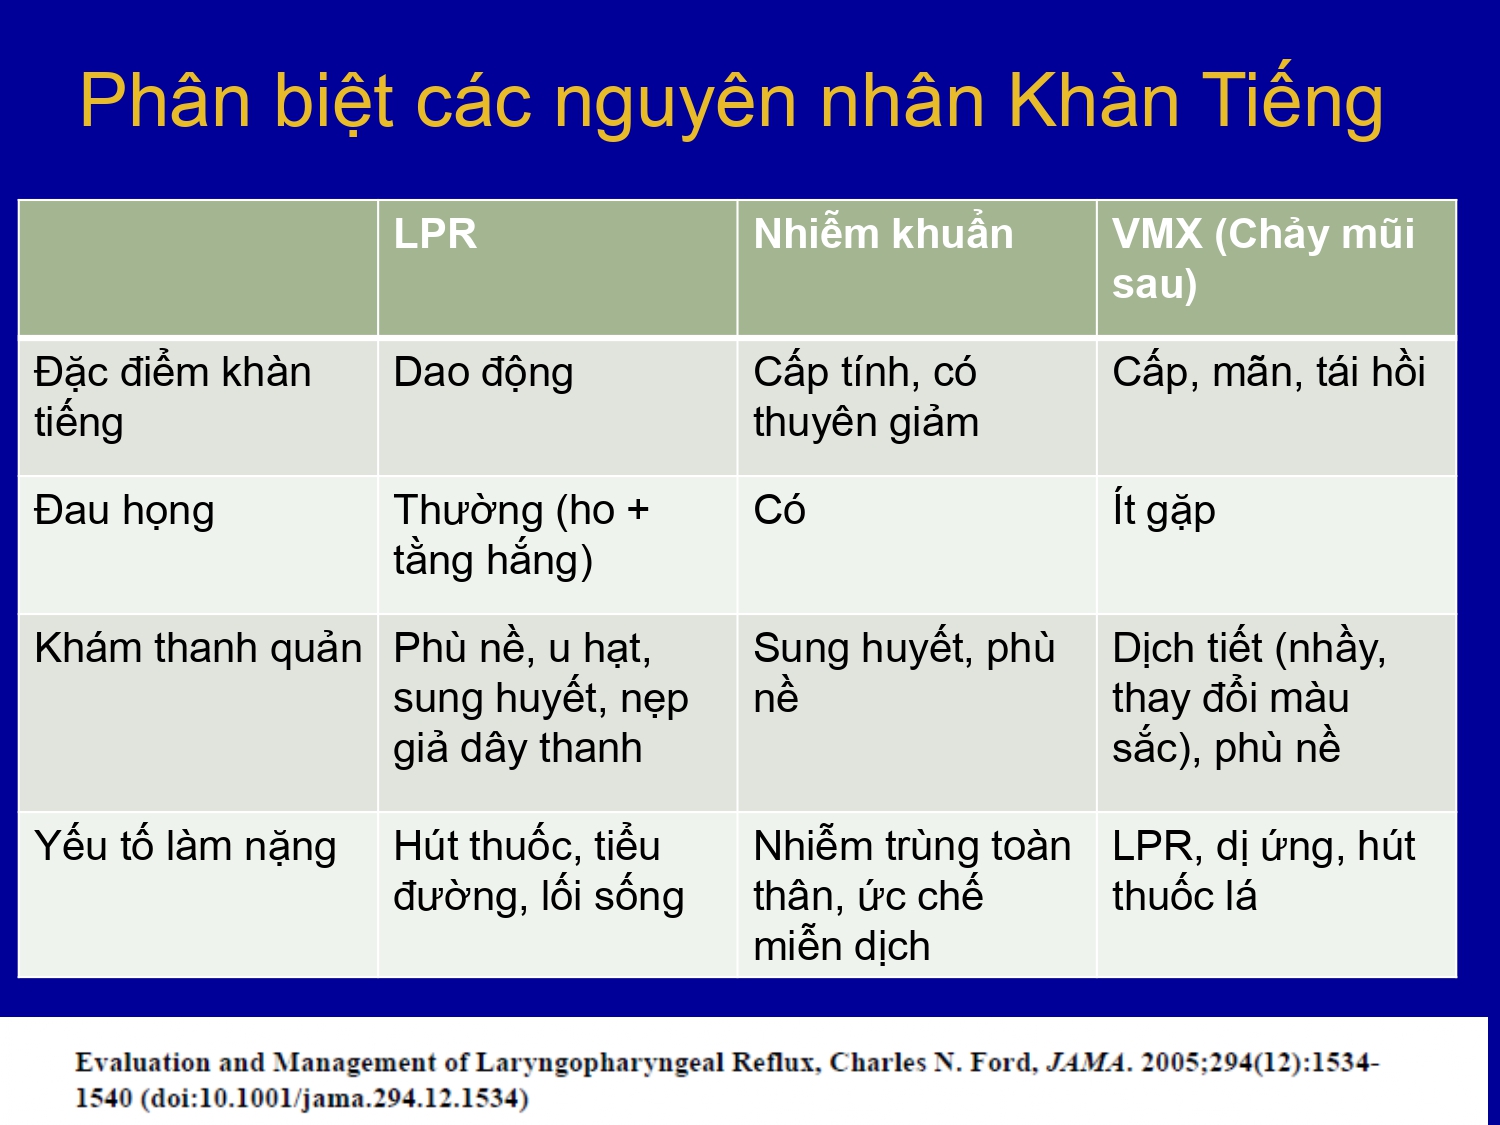 Phân biệt các nguyên nhân Khàn Tiếng
LPR
Nhiễm khuẩn
VMX (Chảy mũi
sau)
Đặc điểm khàn
tiếng
Dao động
Cấp tính, có
thuyên giảm
Cấp, mãn, tái hồi
Đau họng
Thường (ho +
tằng hắng)
Có
Ít gặp
Khám thanh quản
Phù nề, u hạt,
sung huyết, nẹp
giả dây thanh
Sung huyết, phù
nề
Dịch tiết (nhầy,
thay đổi màu
sắc), phù nề
Yếu tố làm nặng
Hút thuốc, tiểu
đường, lối sống
Nhiễm trùng toàn
thân, ức chế
miễn dịch
LPR, dị ứng, hút
thuốc lá
Evaluation and Management of Laryngopharyngeal Reflux, Charles N. Ford, JAMA. 2005;294(12):1534-
1540 (doi:10.1001/jama.294.12.1534)